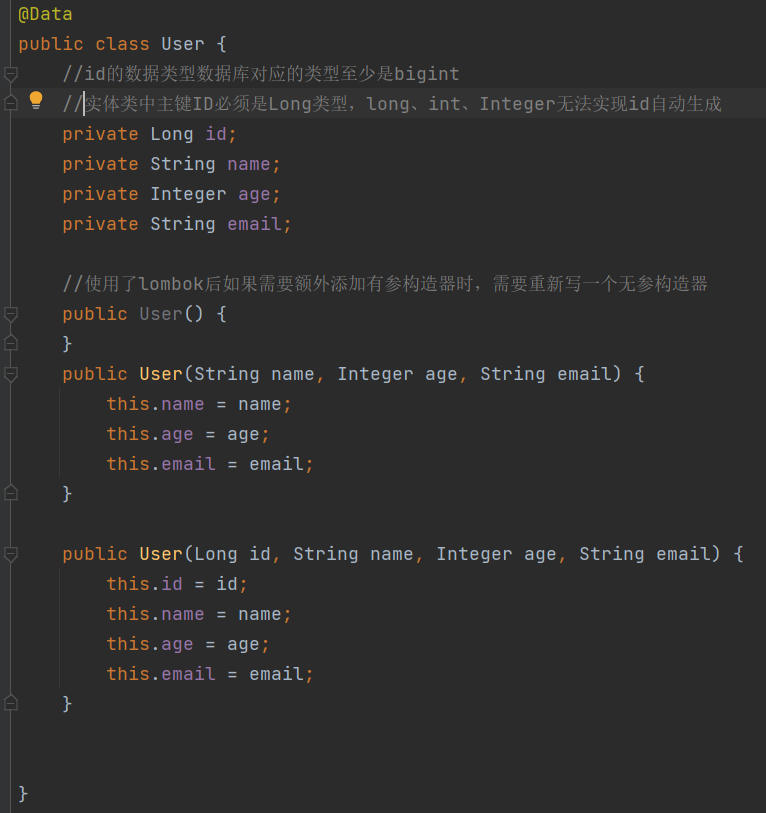 @Data
public class User {
//id的数据类型数据库对应的类型至少是bigint
//实体类中主键ID必须是Long类型，long、int、Integer无法实现id自动生成
private Long id;
private String name;
private Integer age;
private String email;
//使用了lombok后如果需要额外添加有参构造器时，需要重新写一个无参构造器
public User() {
}
public User(String name, Integer age, String email) {
this.name = name;
this.age = age;
this.email = email;
}
public User(Long id, String name, Integer age, String email) {
this.id = id;
this.name = name;
this.age = age;
this.email = email;
}
}